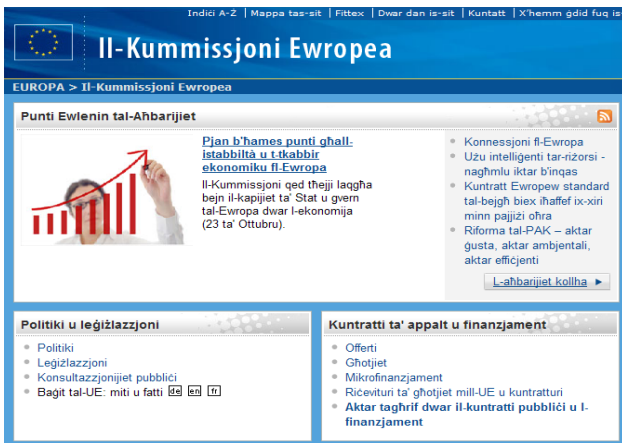 Indiċi A-Ż | Mappa tas-sit | Fittex | Dwar dan is-sit | Kuntatt | X'hemm ġdid fuq is
Il-Kummissjoni Ewropea
EUROPA > Il-Kummissjoni Ewropea
Punti Ewlenin tal-Aħbarijiet
Pjan b'ħames punti għall-
istabbiltà u t-tkabbir
ekonomiku fl-Ewropa
Il-Kummissjoni qed tħejji laqgħa
bejn il-kapijiet ta' Stat u gvern
tal-Ewropa dwar l-ekonomija
(23 ta' Ottubru).
Konnessjoni fl-Ewropa
Użu intelliġenti tar-riżorsi -
nagħmlu iktar b'inqas
Kuntratt Ewropew standard
tal-bejgħ biex iħaffef ix-xiri
minn pajjiżi oħra
Riforma tal-PAK – aktar
ġusta, aktar ambjentali,
aktar effiċjenti
L-aħbarijiet kollha
Politiki u leġiżlazzjoni
Politiki
Leġiżlazzjoni
Konsultazzjonijiet pubbliċi
Baġit tal-UE: miti u fatti de en fr
Kuntratti ta' appalt u finanzjament
Offerti
Għotjiet
Mikrofinanzjament
Riċevituri ta' għotjiet mill-UE u kuntratturi
Aktar tagħrif dwar il-kuntratti pubbliċi u l-
finanzjament